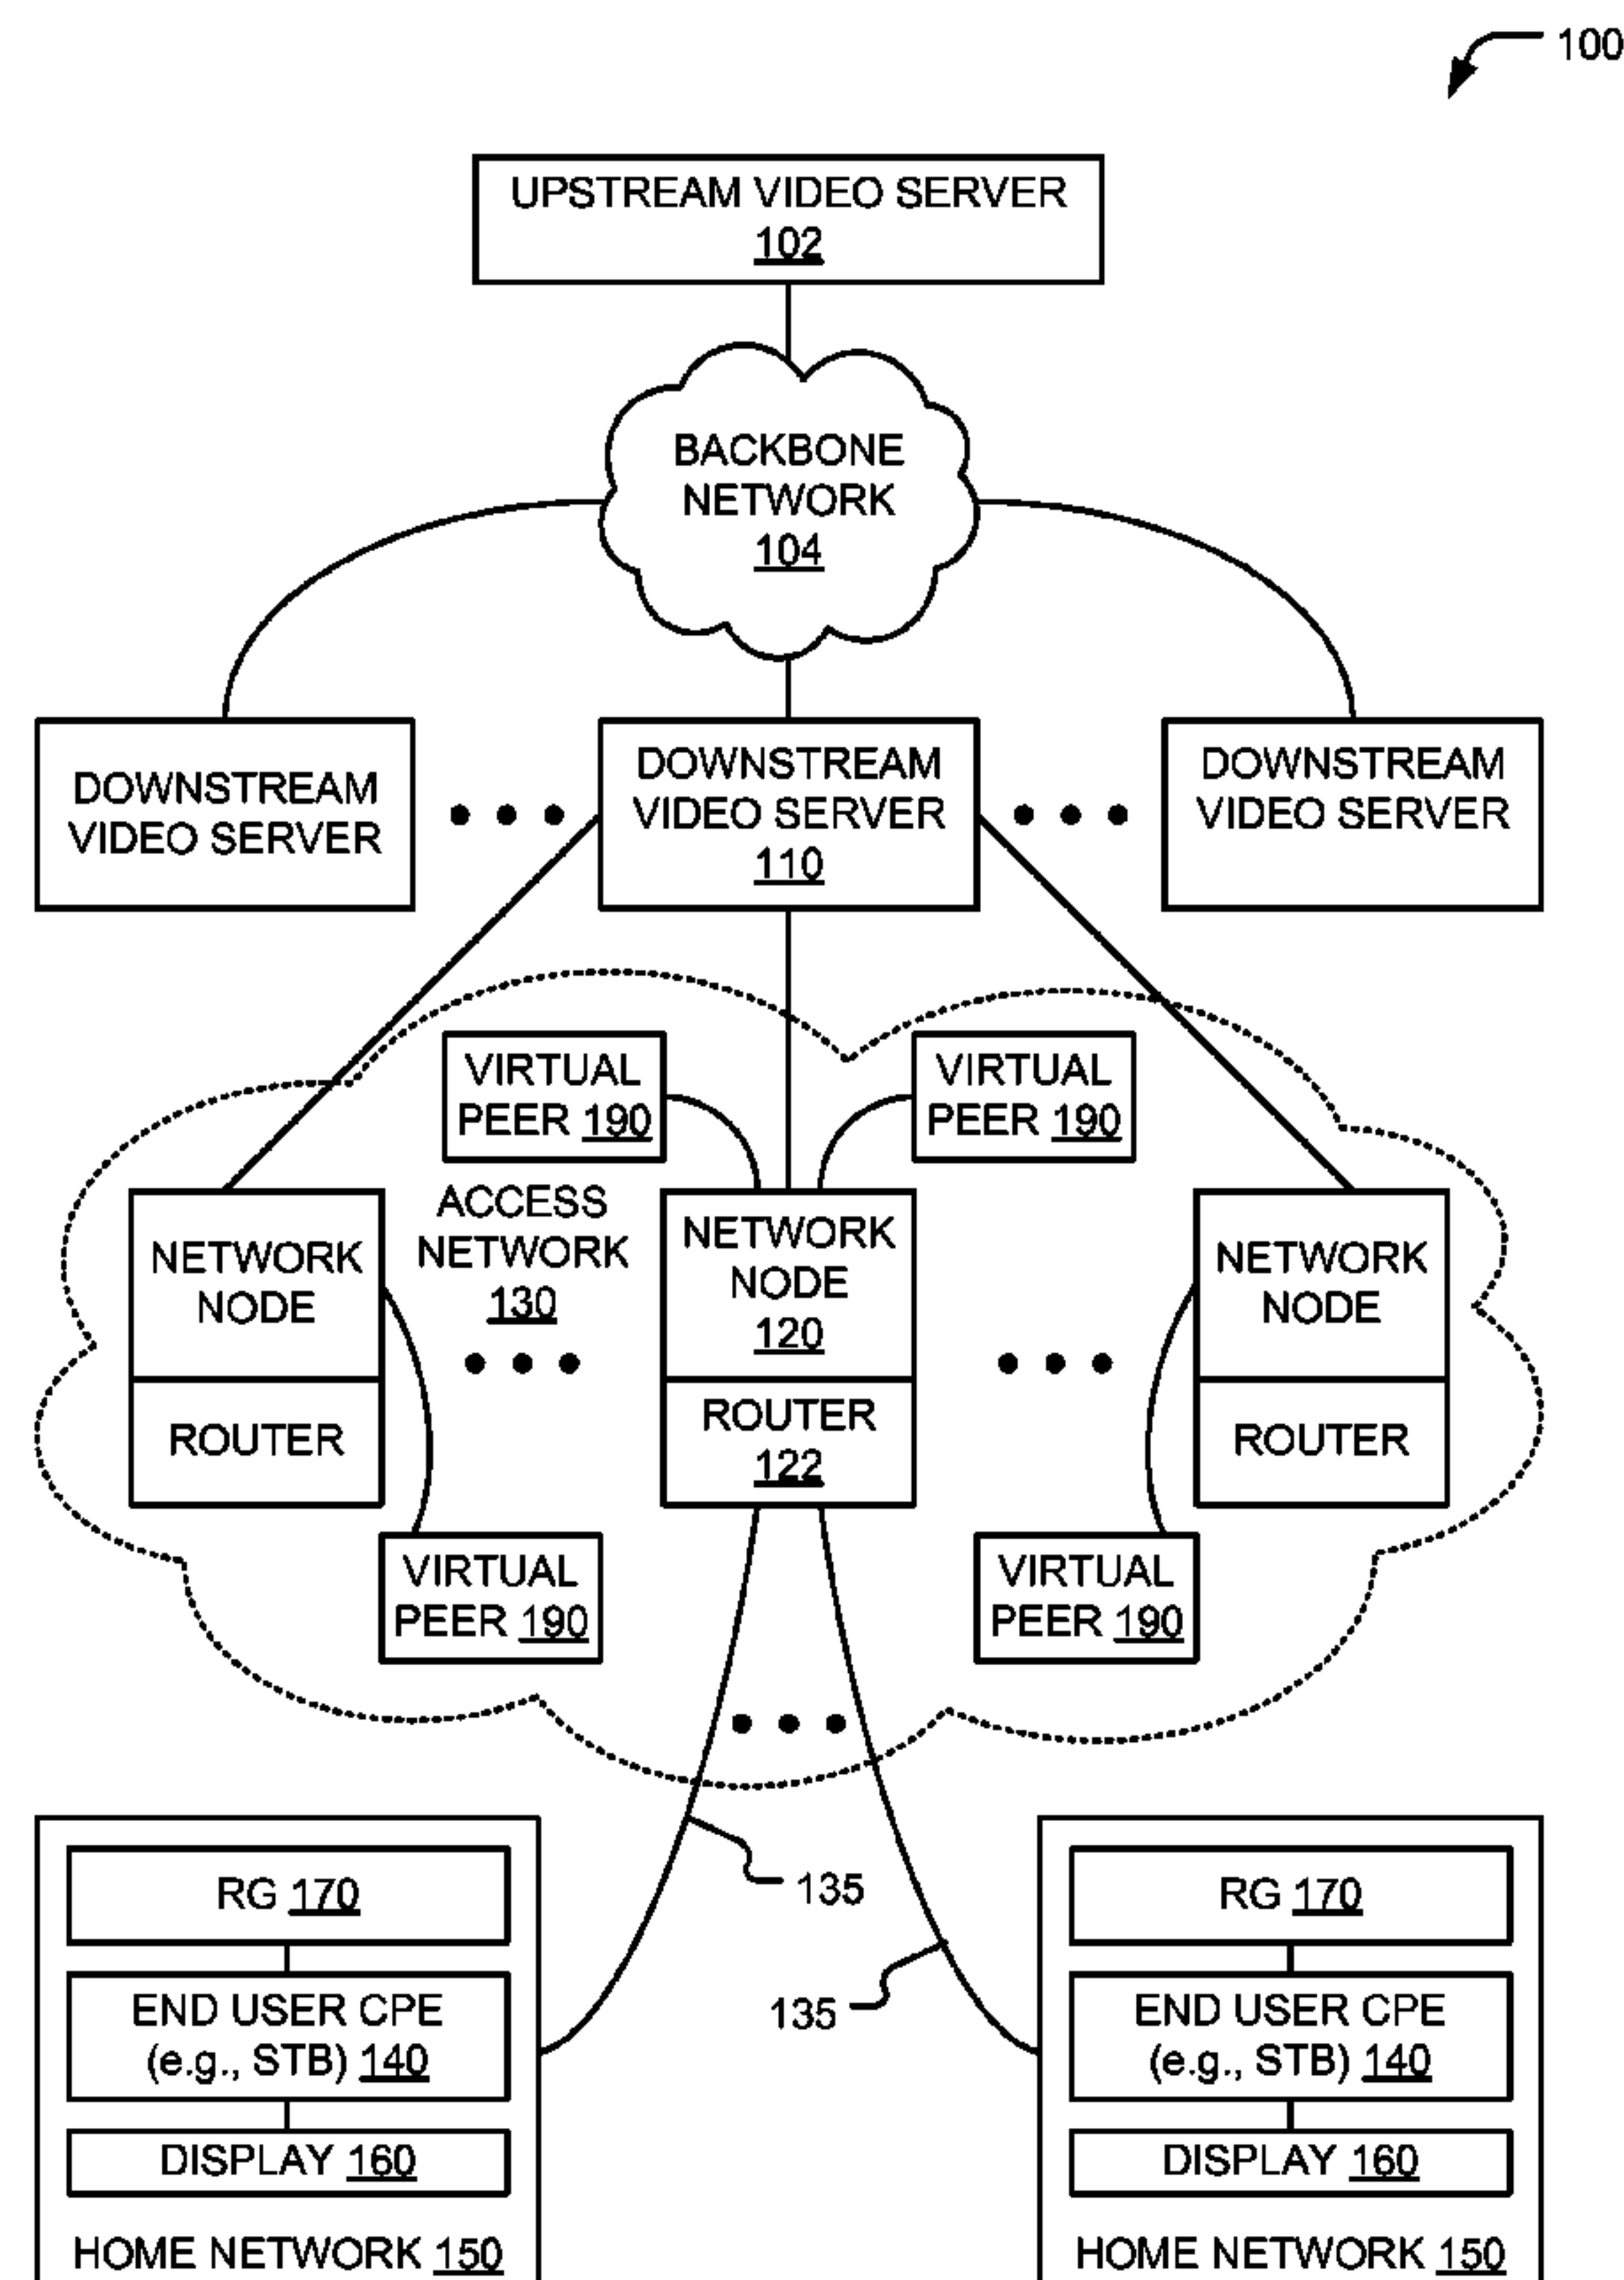 100
UPSTREAM VIDEO SERVER
102
BACKBONE
NETWORK
104
DOWNSTREAM
VIDEO SERVER
DOWNSTREAM
VIDEO SERVER
110
DOWNSTREAM
VIDEO SERVER
VIRTUAL
PEER 190
VIRTUAL
PEER 190
ACCESS
NETWORK
130
NETWORK
NODE
ROUTER
NETWORK
NODE
120
ROUTER
122
NETWORK
NODE
ROUTER
VIRTUAL
PEER 190
VIRTUAL
PEER 190
135
135
RG 170
END USER CPE
(e.g., STB) 140
DISPLAY 160
HOME NETWORK 150
RG 170
END USER CPE
(e.g., STB) 140
DISPLAY 160
HOME NETWORK 150